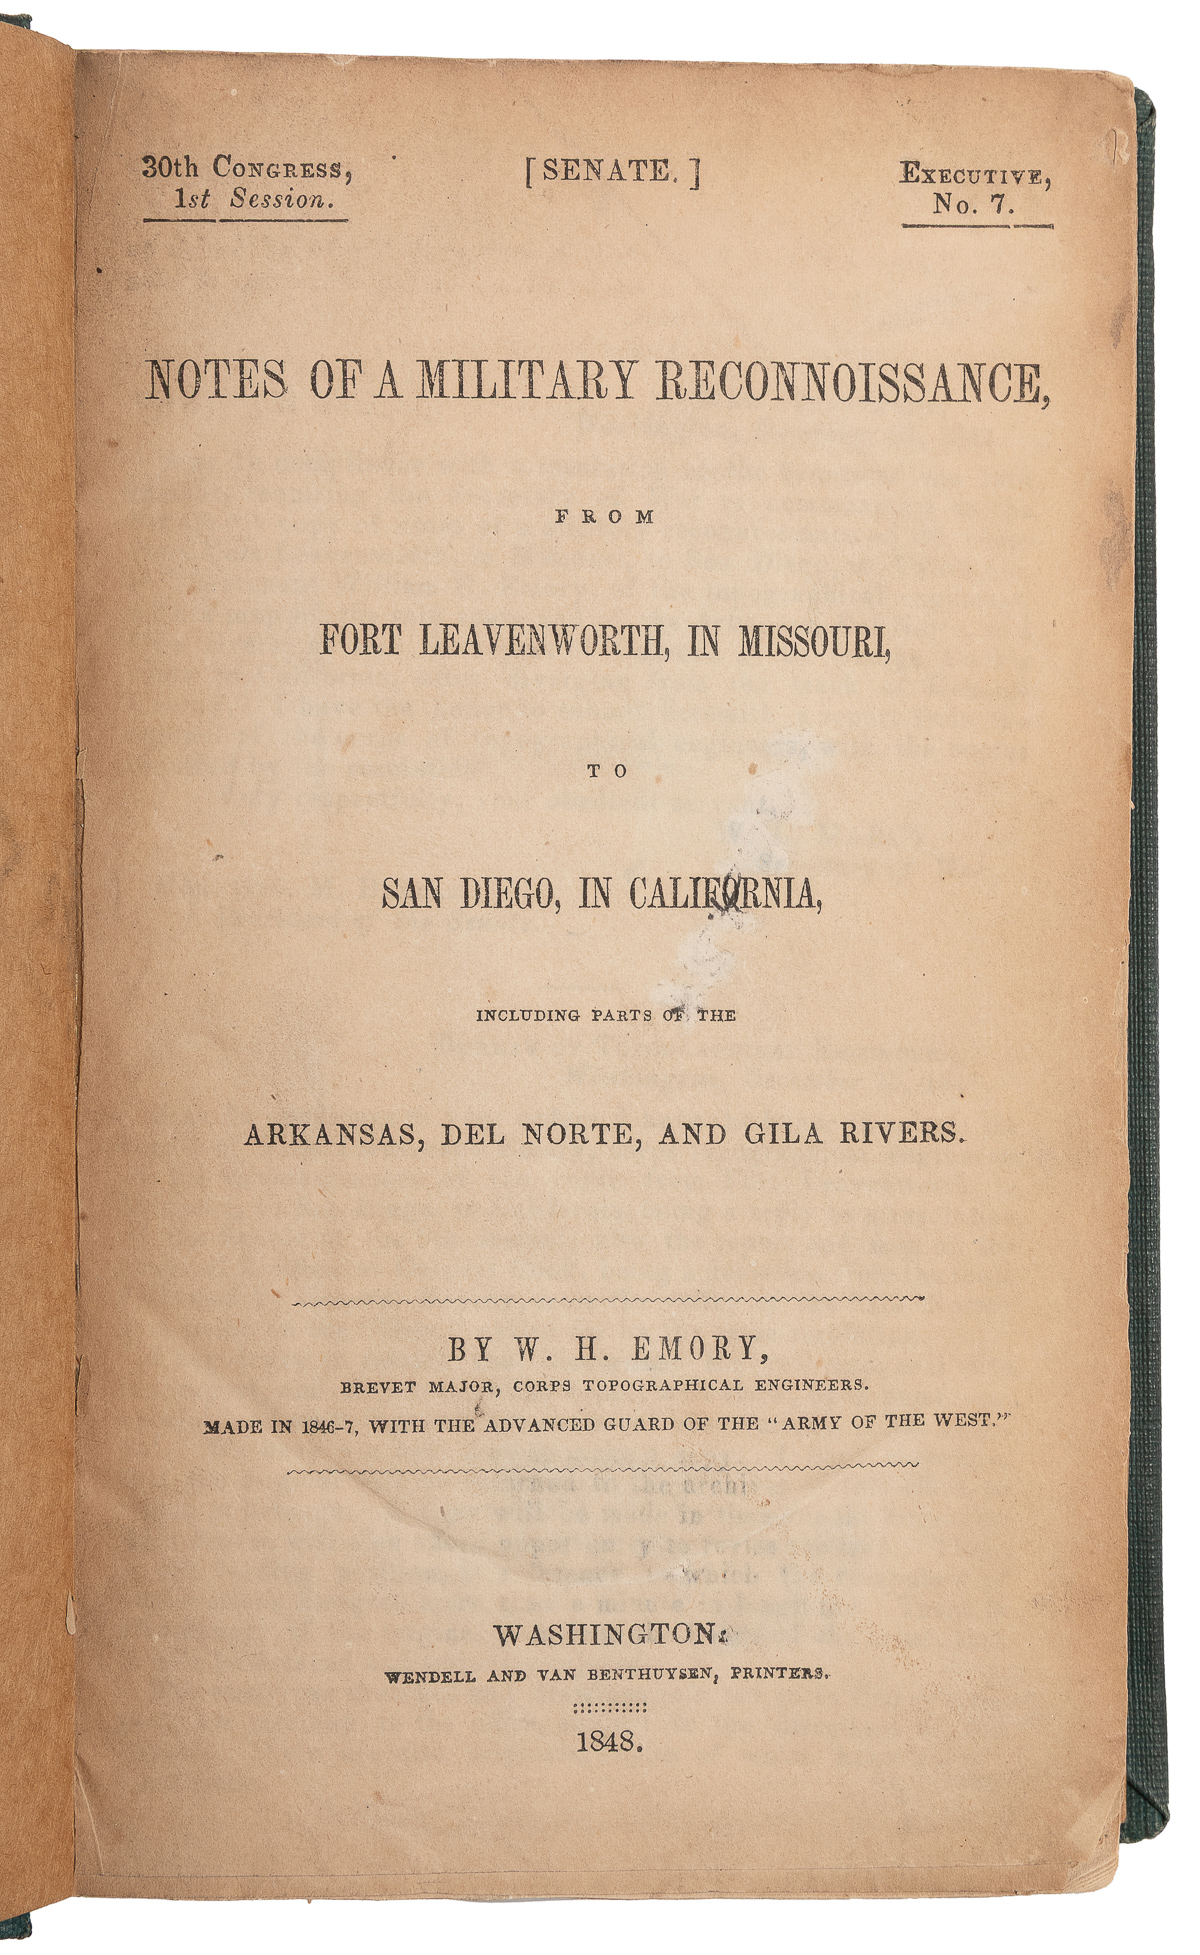 30th Congress,
1st Session.
[SENATE.]
Executive,
No. 7.
NOTES OF A MILITARY RECONNOISSANCE,
FROM
FORT LEAVENWORTH, IN MISSOURI,
TO
SAN DIEGO, IN CALIFORNIA,
INCLUDING PARTS OF THE
ARKANSAS, DEL NORTE, AND GILA RIVERS.
BY W. H. EMORY,
BREVET MAJOR, CORPS TOPOGRAPHICAL ENGINEERS.
MADE IN 1846-7, WITH THE ADVANCED GUARD OF THE "ARMY OF THE WEST."
WASHINGTON:
WENDELL AND VAN BENTHUYSEN, PRINTERS.
1848.